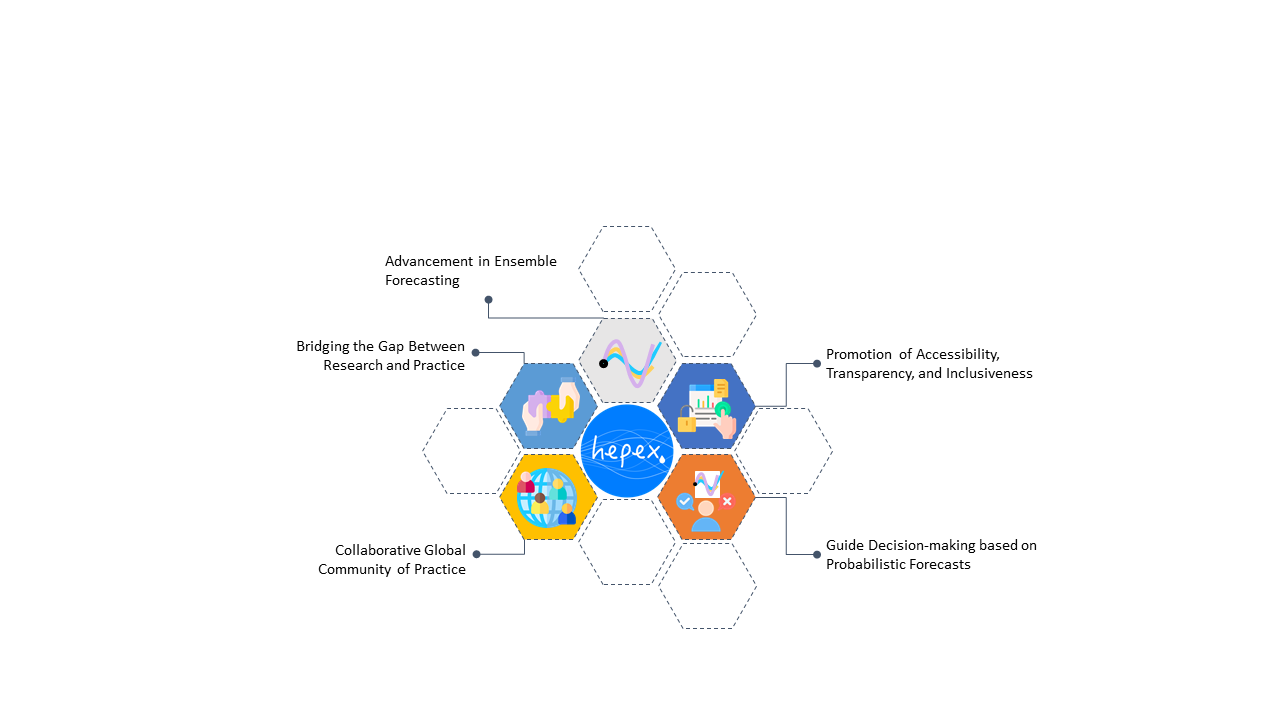 Advancement in Ensemble
Forecasting
Bridging the Gap Between
Research and Practice
Promotion of Accessibility,
Transparency, and Inclusiveness
hepex
Collaborative Global
Community of Practice
Guide Decision-making based on
Probabilistic Forecasts